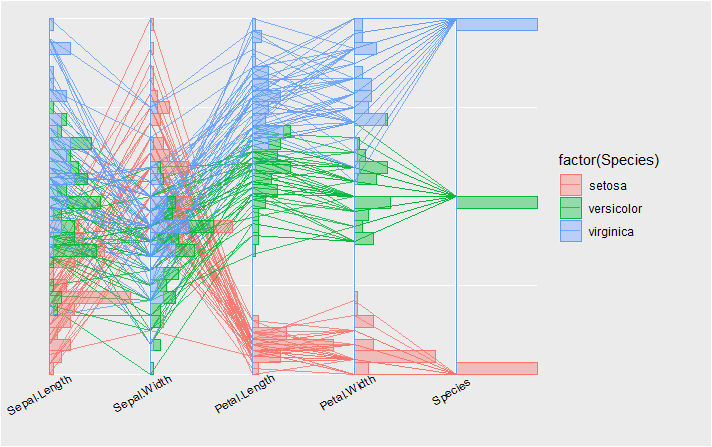 factor(Species)
setosa
versicolor
virginica
Sepal.Length
Sepal.Width
Petal.Length
Petal.Width
Species